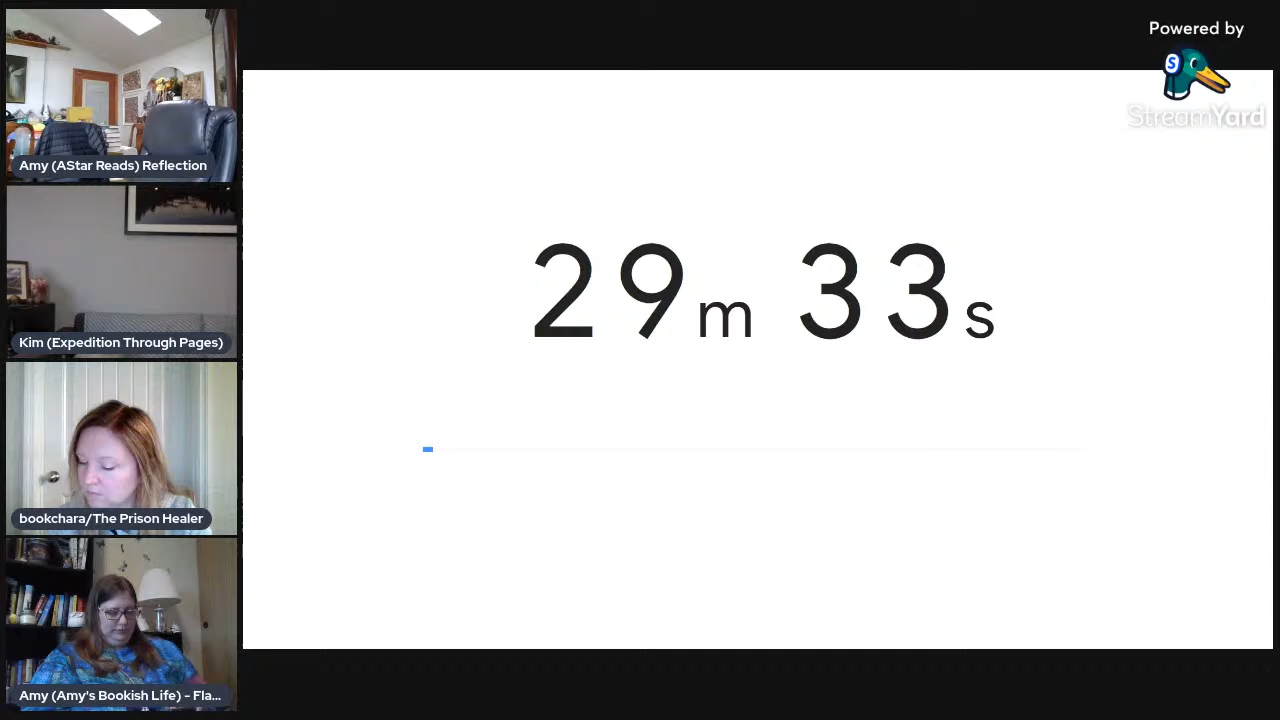 Powered by
S
StreamYard
29m 33s
Amy (AStar Reads) Reflection
Kim (Expedition Through Pages)
bookchara/The Prison Healer
Amy (Amy's Bookish Life) - Fla...